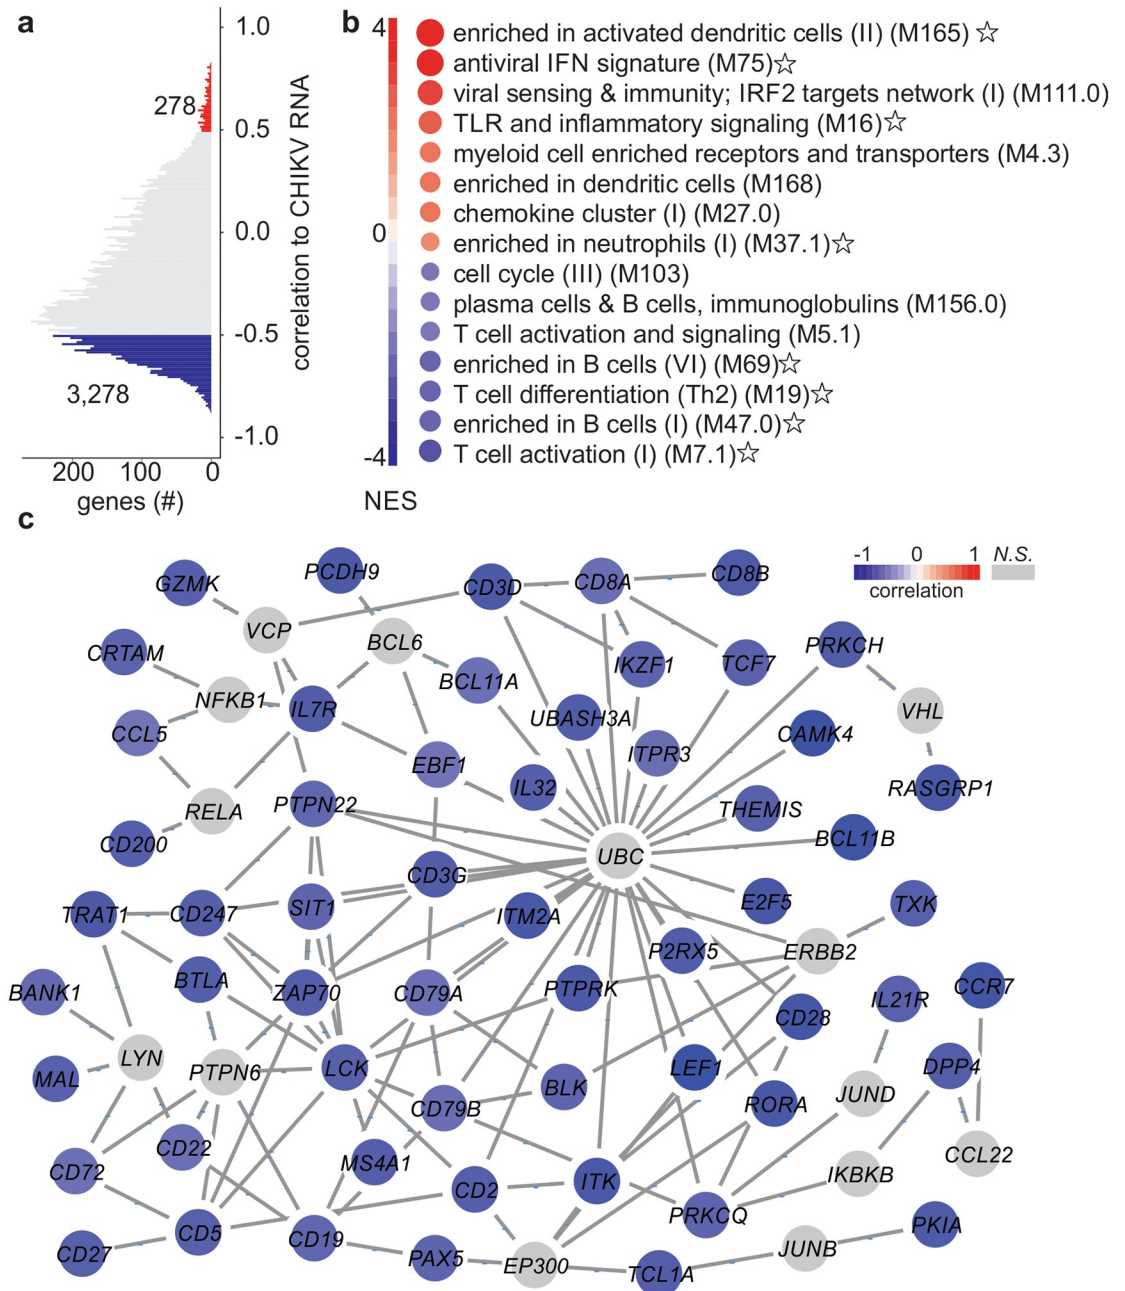 a
1.0
0.5
0.0
-0.5
-1.0
278
3,278
correlation to CHIKV RNA
200 100 0
genes (#)
b
4
0
-4
NES
enriched in activated dendritic cells (II) (M165) ☆
antiviral IFN signature (M75)☆
viral sensing & immunity; IRF2 targets network (I) (M111.0)
TLR and inflammatory signaling (M16)☆
myeloid cell enriched receptors and transporters (M4.3)
enriched in dendritic cells (M168)
chemokine cluster (I) (M27.0)
enriched in neutrophils (I) (M37.1)☆
cell cycle (III) (M103)
plasma cells & B cells, immunoglobulins (M156.0)
T cell activation and signaling (M5.1)
enriched in B cells (VI) (M69)☆
T cell differentiation (Th2) (M19)☆
enriched in B cells (I) (M47.0)☆
T cell activation (I) (M7.1)☆
c
-1 0 1 N.S.
correlation
GZMK
PCDH9
CD3D
CD8A
CD8B
VCP
BCL6
CRTAM
IKZF1
TCF7
PRKCH
BCL11A
NFKB1
IL7R
UBASH3A
VHL
CCL5
CAMK4
ITPR3
EBF1
IL32
RASGRP1
RELA
PTPN22
THEMIS
CD200
BCL11B
UBC
CD3G
TRAT1
CD247
SIT1
ITM2A
E2F5
TXK
P2RX5
ERBB2
BANK1
BTLA
ZAP70
CD79A
PTPRK
IL21R
CCR7
CD28
LYN
MAL
PTPN6
LCK
LEF1
DPP4
BLK
JUND
CD79B
RORA
CD22
CD72
MS4A1
CCL22
IKBKB
CD2
ITK
PRKCQ
CD27
CD5
CD19
PAX5
EP300
TCL1A
JUNB
PKIA